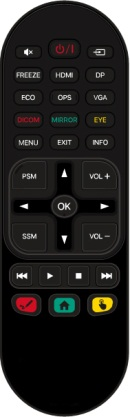 FREEZE HDMI DP
ECO OPS VGA
DICOM MIRROR EYE
MENU EXIT INFO
PSM VOL +
OK
SSM VOL −